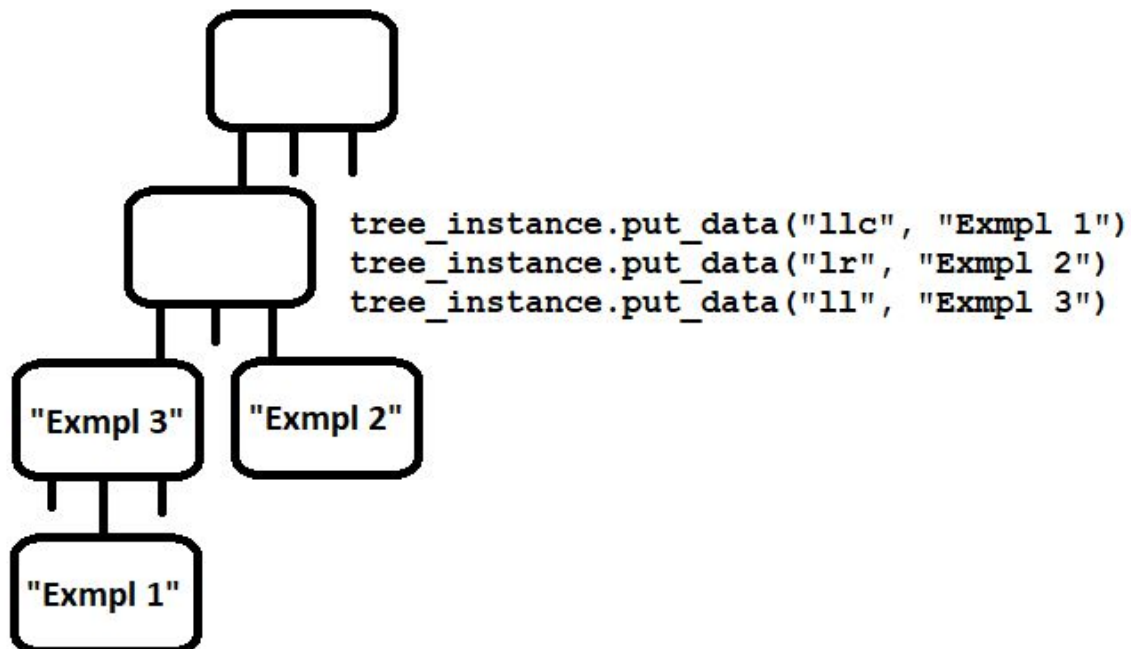 tree_instance.put_data("llc", "Exmpl 1")
tree_instance.put_data("lr", "Exmpl 2")
tree_instance.put_data("ll", "Exmpl 3")
"Exmpl 3"
"Exmpl 2"
"Exmpl 1"